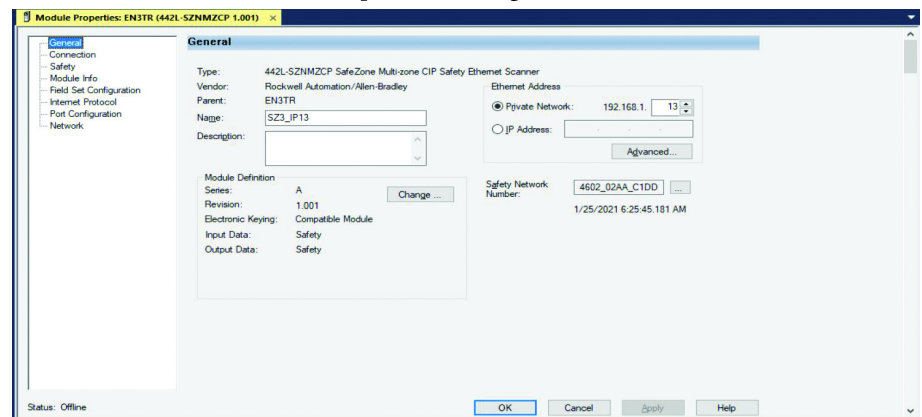 Module Properties: EN3TR (442L-SZNMZCP 1.001) ×
General
Connection
Safety
Module Info
Field Set Configuration
Internet Protocol
Port Configuration
Network
General
Type: 442L-SZNMZCP SafeZone Multi-zone CIP Safety Ethernet Scanner
Vendor: Rockwell Automation/Allen-Bradley
Parent: EN3TR
Name: SZ3_IP13
Description:
Ethernet Address
Private Network: 192.168.1. 13
IP Address: . . .
Advanced...
Module Definition
Series: A
Change ...
Revision: 1.001
Electronic Keying: Compatible Module
Input Data: Safety
Output Data: Safety
Safety Network
Number:
4602_02AA_C1DD ...
1/25/2021 6:25:45.181 AM
Status: Offline
OK Cancel Apply Help